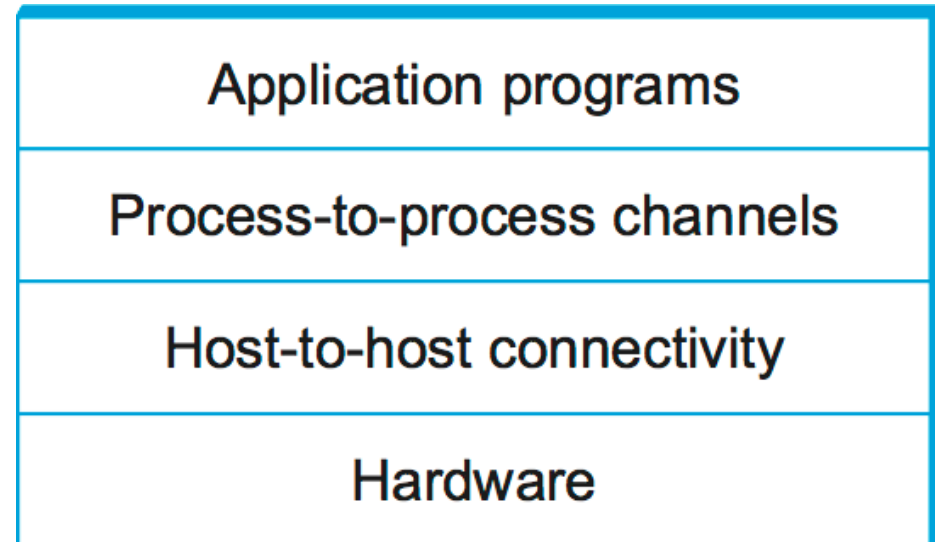 Application programs
Process-to-process channels
Host-to-host connectivity
Hardware